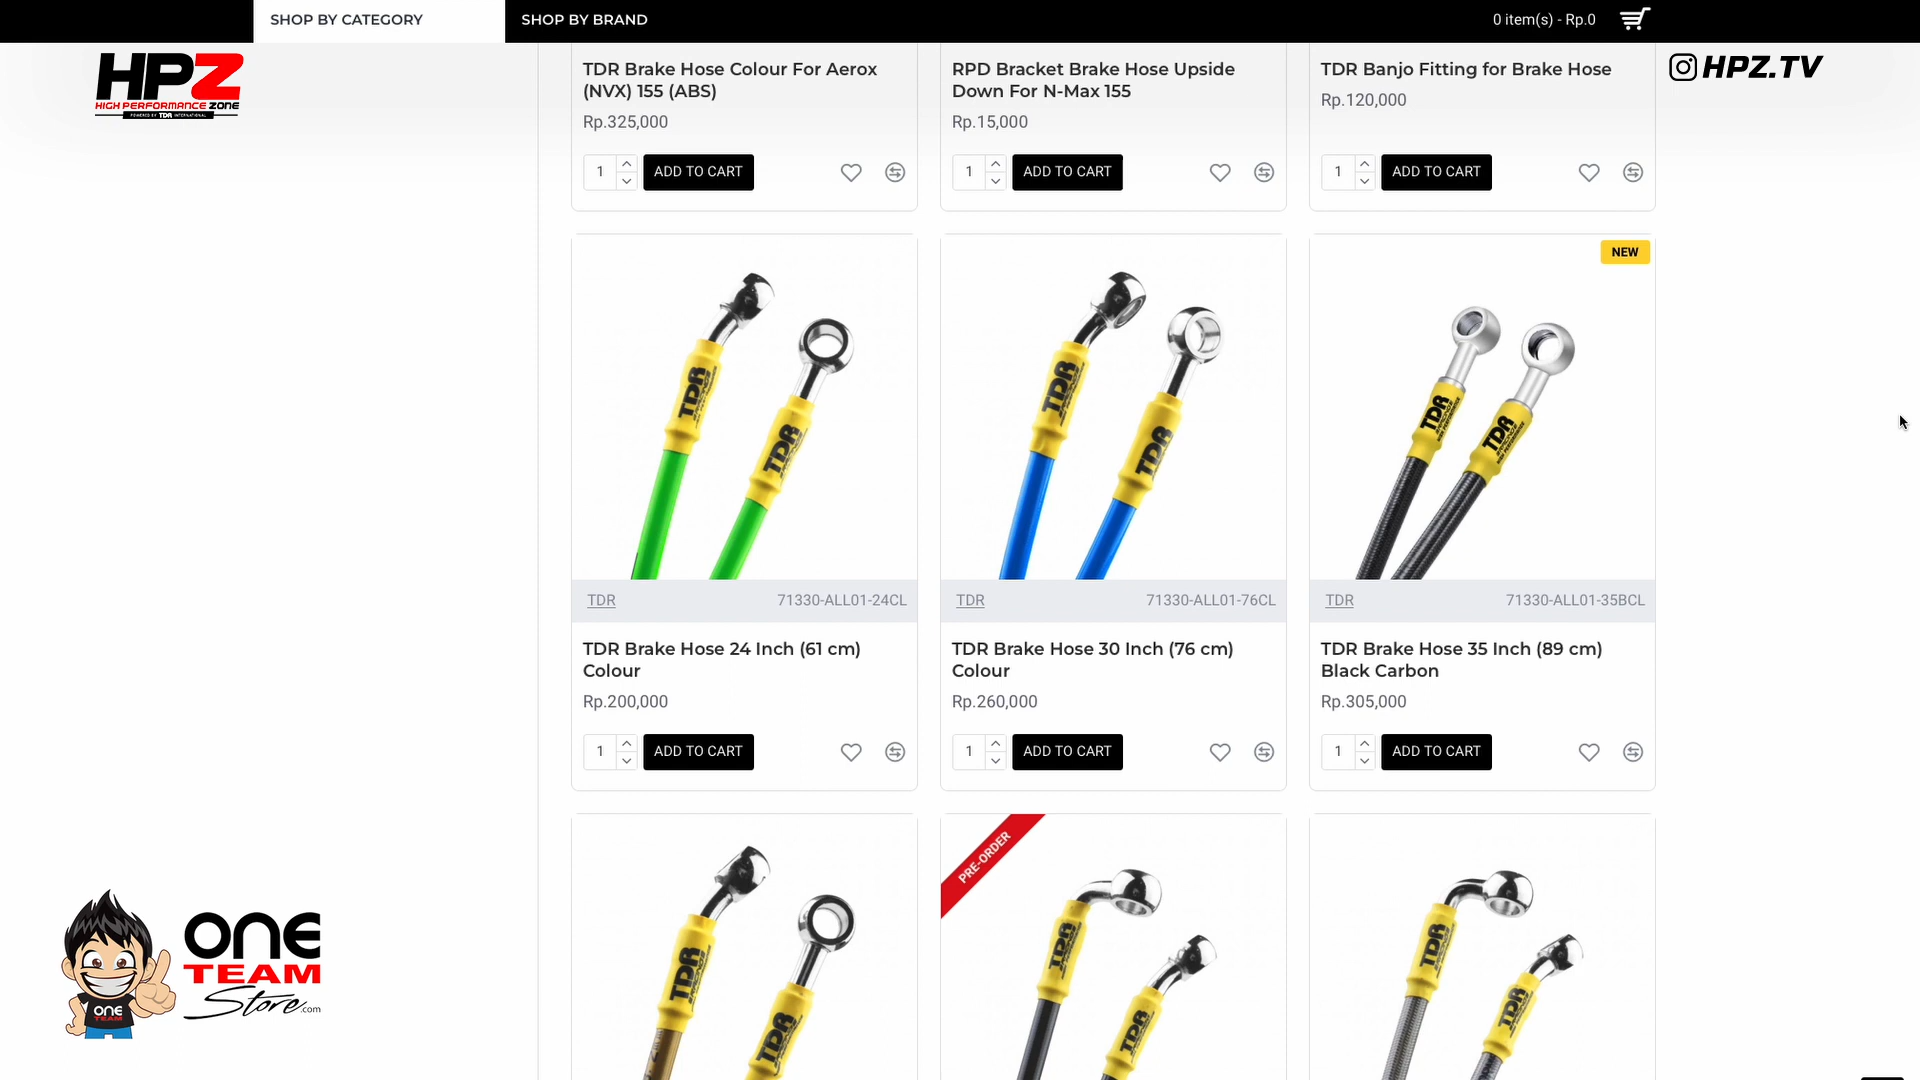 SHOP BY CATEGORY
SHOP BY BRAND
0 item(s) - Rp.0
HPZ
HIGH PERFORMANCE ZONE
POWERED BY TDR INTERNATIONAL
HPZ.TV
TDR Brake Hose Colour For Aerox
(NVX) 155 (ABS)
Rp.325,000
1
ADD TO CART
RPD Bracket Brake Hose Upside
Down For N-Max 155
Rp.15,000
1
ADD TO CART
TDR Banjo Fitting for Brake Hose
Rp.120,000
1
ADD TO CART
TDR
TDR
TDR
71330-ALL01-24CL
TDR Brake Hose 24 Inch (61 cm)
Colour
Rp.200,000
1
ADD TO CART
TDR
TDR
TDR
71330-ALL01-76CL
TDR Brake Hose 30 Inch (76 cm)
Colour
Rp.260,000
1
ADD TO CART
NEW
TDR
TDR
TDR
71330-ALL01-35BCL
TDR Brake Hose 35 Inch (89 cm)
Black Carbon
Rp.305,000
1
ADD TO CART
TDR
TDR
PRE-ORDER
TDR
TDR
TDR
TDR
ONE
TEAM
ONE
TEAM
Store.com